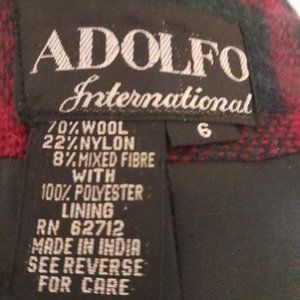 ADOLFO
International
6
70% WOOL
22% NYLON
8% MIXED FIBRE
WITH
100% POLYESTER
LINING
RN 62712
MADE IN INDIA
SEE REVERSE
FOR CARE